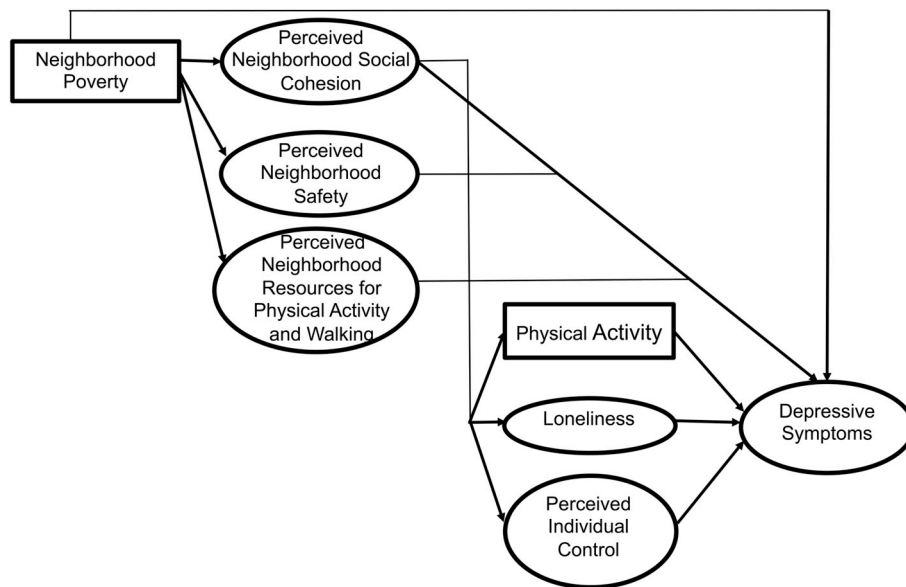 Neighborhood
Poverty
Perceived
Neighborhood Social
Cohesion
Perceived
Neighborhood
Safety
Perceived
Neighborhood
Resources for
Physical Activity
and Walking
Physical Activity
Loneliness
Perceived
Individual
Control
Depressive
Symptoms